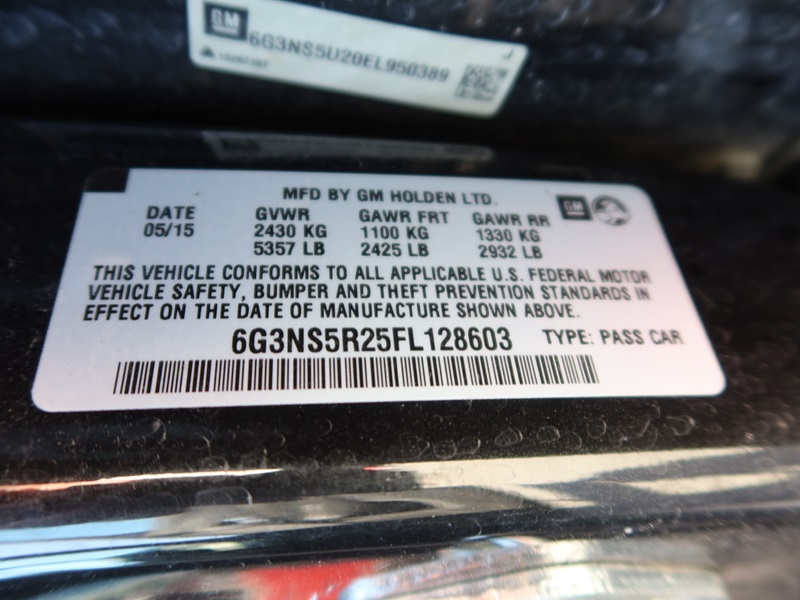 GM
6G3NS5U20EL950389
MFD BY GM HOLDEN LTD.
GM
DATE GVWR GAWR FRT GAWR RR
05/15 2430 KG 1100 KG 1330 KG
5357 LB 2425 LB 2932 LB
THIS VEHICLE CONFORMS TO ALL APPLICABLE U.S. FEDERAL MOTOR
VEHICLE SAFETY, BUMPER AND THEFT PREVENTION STANDARDS IN
EFFECT ON THE DATE OF MANUFACTURE SHOWN ABOVE.
6G3NS5R25FL128603 TYPE: PASS CAR